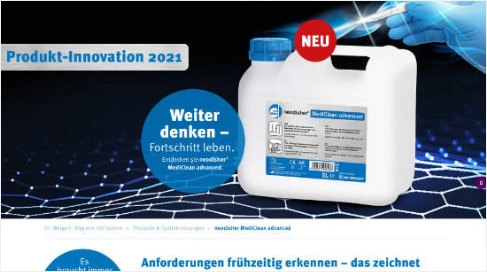 NEU
Produkt-Innovation 2021
neodisher®
MediClean advanced
Weiter
denken –
Fortschritt leben.
Entdecken Sie neodisher®
MediClean advanced.
5L
Dr. Weigert - Hygiene mit System > Produkte & System-Lösungen > neodisher MediClean advanced
Es
braucht immer
Anforderungen frühzeitig erkennen – das zeichnet